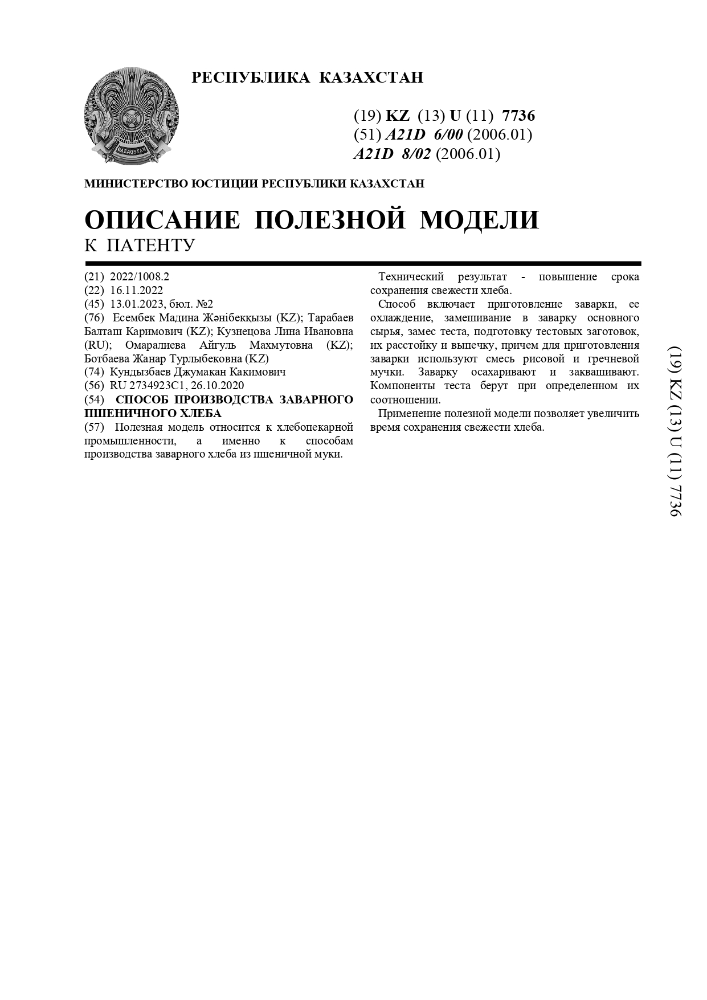 РЕСПУБЛИКА КАЗАХСТАН
QAZAQSTAN
(19) KZ (13) U (11) 7736
(51) A21D 6/00 (2006.01)
A21D 8/02 (2006.01)
МИНИСТЕРСТВО ЮСТИЦИИ РЕСПУБЛИКИ КАЗАХСТАН
ОПИСАНИЕ ПОЛЕЗНОЙ МОДЕЛИ
К ПАТЕНТУ
(21) 2022/1008.2
(22) 16.11.2022
(45) 13.01.2023, бюл. №2
(76) Есембек Мадина Жәнібекқызы (KZ); Тарабаев
Балташ Каримович (KZ); Кузнецова Лина Ивановна
(RU); Омаралиева Айгуль Махмутовна (KZ);
Ботбаева Жанар Турлыбековна (KZ)
(74) Кундызбаев Джумакан Какимович
(56) RU 2734923C1, 26.10.2020
(54) СПОСОБ ПРОИЗВОДСТВА ЗАВАРНОГО
ПШЕНИЧНОГО ХЛЕБА
(57) Полезная модель относится к хлебопекарной
промышленности, а именно к способам
производства заварного хлеба из пшеничной муки.
Технический результат - повышение срока
сохранения свежести хлеба.
Способ включает приготовление заварки, ее
охлаждение, замешивание в заварку основного
сырья, замес теста, подготовку тестовых заготовок,
их расстойку и выпечку, причем для приготовления
заварки используют смесь рисовой и гречневой
мучки. Заварку осахаривают и заквашивают.
Компоненты теста берут при определенном их
соотношении.
Применение полезной модели позволяет увеличить
время сохранения свежести хлеба.
(19) KZ (13) U (11) 7736